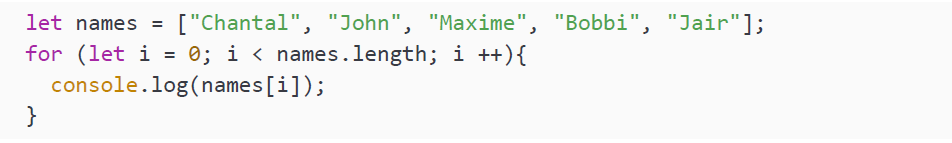 let names = ["Chantal", "John", "Maxime", "Bobbi", "Jair"];
for (let i = 0; i < names.length; i ++){
  console.log(names[i]);
}